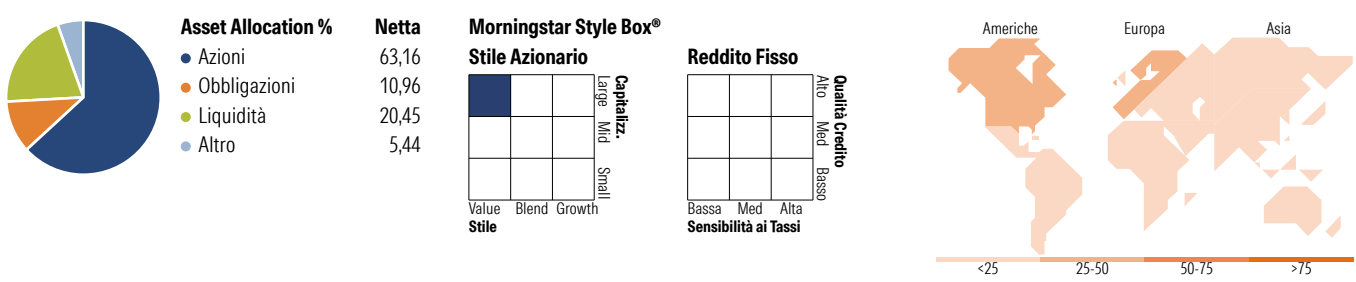 Asset Allocation % Netta
Azioni 63,16
Obbligazioni 10,96
Liquidità 20,45
Altro 5,44
Morningstar Style Box®
Stile Azionario
Large Mid Small
Capitalizz.
Value Blend Growth
Stile
Reddito Fisso
Alto Med Basso
Qualità Credito
Bassa Med Alta
Sensibilità ai Tassi
Americhe Europa Asia
<25 25-50 50-75 >75